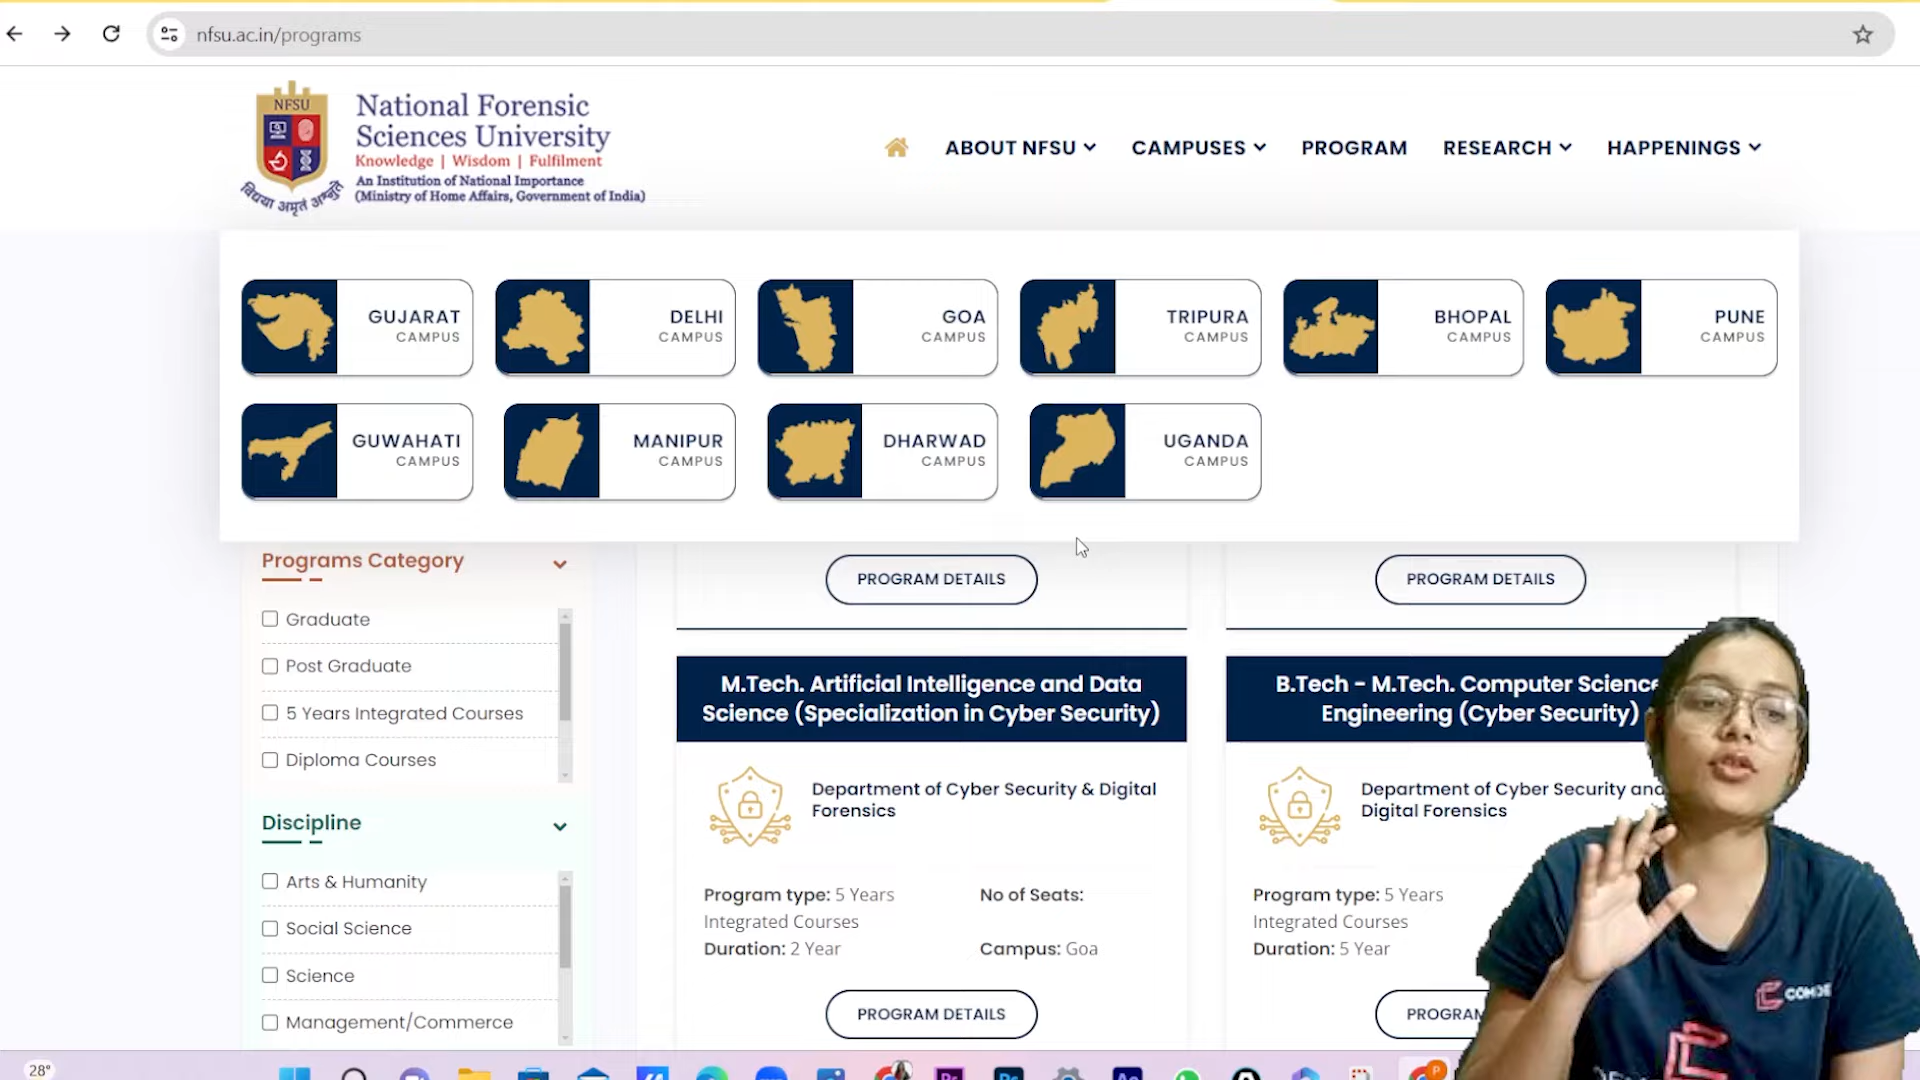 nfsu.ac.in/programs
NFSU
विद्यया अमृतं अश्नुते
National Forensic
Sciences University
Knowledge | Wisdom | Fulfilment
An Institution of National Importance
(Ministry of Home Affairs, Government of India)
ABOUT NFSU
CAMPUSES
PROGRAM
RESEARCH
HAPPENINGS
GUJARAT
CAMPUS
DELHI
CAMPUS
GOA
CAMPUS
TRIPURA
CAMPUS
BHOPAL
CAMPUS
PUNE
CAMPUS
GUWAHATI
CAMPUS
MANIPUR
CAMPUS
DHARWAD
CAMPUS
UGANDA
CAMPUS
Programs Category
Graduate
Post Graduate
5 Years Integrated Courses
Diploma Courses
Discipline
Arts & Humanity
Social Science
Science
Management/Commerce
PROGRAM DETAILS
PROGRAM DETAILS
M.Tech. Artificial Intelligence and Data
Science (Specialization in Cyber Security)
Department of Cyber Security & Digital
Forensics
Program type: 5 Years
Integrated Courses
Duration: 2 Year
No of Seats:
Campus: Goa
PROGRAM DETAILS
B.Tech - M.Tech. Computer Science
Engineering (Cyber Security)
Department of Cyber Security and
Digital Forensics
Program type: 5 Years
Integrated Courses
Duration: 5 Year
28°